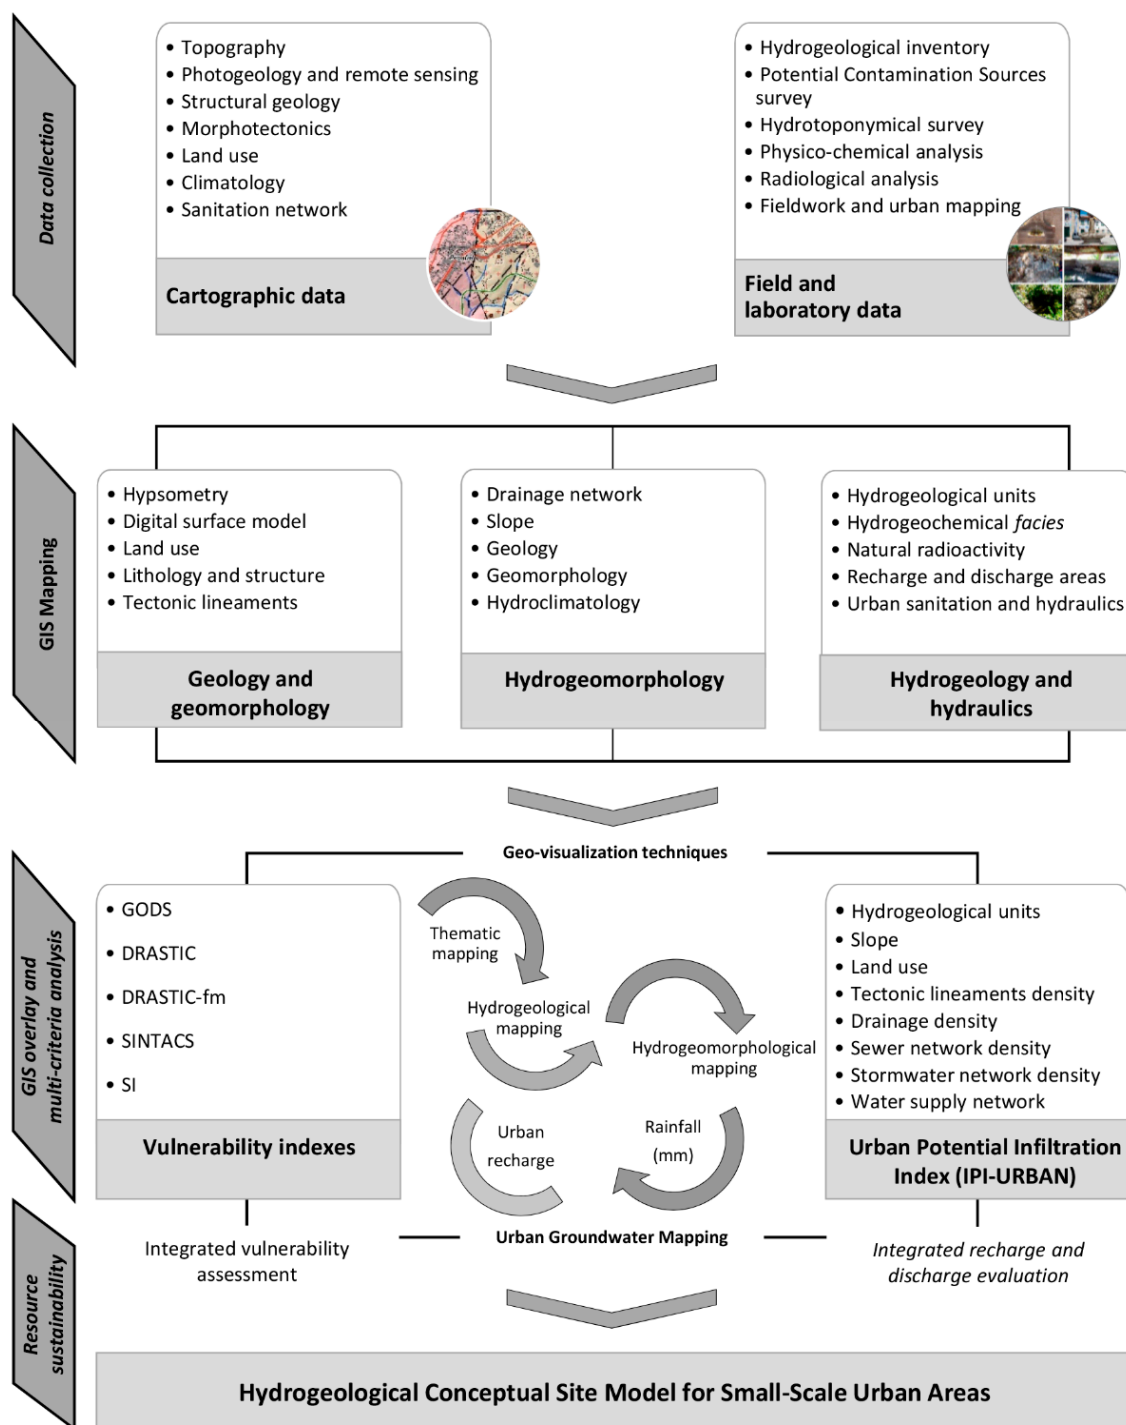 Data collection
• Topography
• Photogeology and remote sensing
• Structural geology
• Morphotectonics
• Land use
• Climatology
• Sanitation network
Cartographic data
• Hydrogeological inventory
• Potential Contamination Sources
survey
• Hydrotoponymical survey
• Physico-chemical analysis
• Radiological analysis
• Fieldwork and urban mapping
Field and
laboratory data
GIS Mapping
• Hypsometry
• Digital surface model
• Land use
• Lithology and structure
• Tectonic lineaments
Geology and
geomorphology
• Drainage network
• Slope
• Geology
• Geomorphology
• Hydroclimatology
Hydrogeomorphology
• Hydrogeological units
• Hydrogeochemical facies
• Natural radioactivity
• Recharge and discharge areas
• Urban sanitation and hydraulics
Hydrogeology and
hydraulics
GIS overlay and
multi-criteria analysis
Geo-visualization techniques
• GODS
• DRASTIC
• DRASTIC-fm
• SINTACS
• SI
Vulnerability indexes
Thematic
mapping
Hydrogeological
mapping
Hydrogeomorphological
mapping
Urban
recharge
Rainfall
(mm)
Urban Groundwater Mapping
• Hydrogeological units
• Slope
• Land use
• Tectonic lineaments density
• Drainage density
• Sewer network density
• Stormwater network density
• Water supply network
Urban Potential Infiltration
Index (IPI-URBAN)
Resource
sustainability
Integrated vulnerability
assessment
Integrated recharge and
discharge evaluation
Hydrogeological Conceptual Site Model for Small-Scale Urban Areas